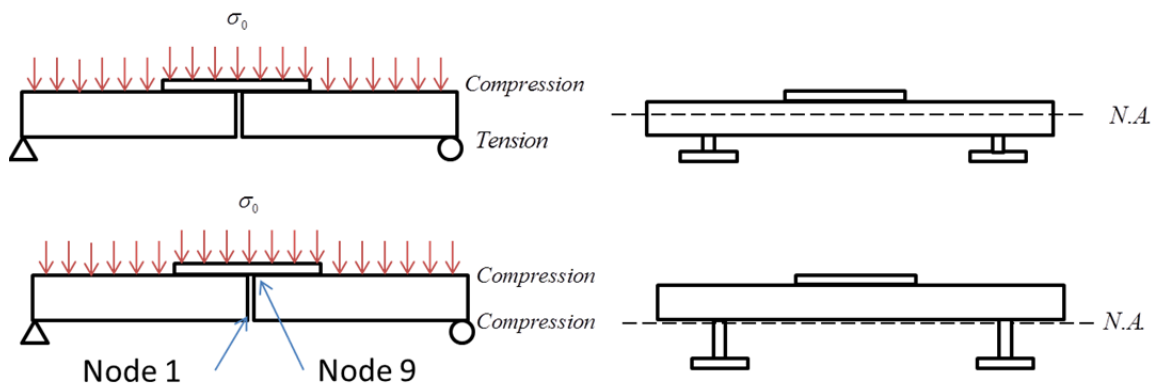 σ₀
Compression
Tension
N.A.
σ₀
Compression
Compression
N.A.
Node 1
Node 9